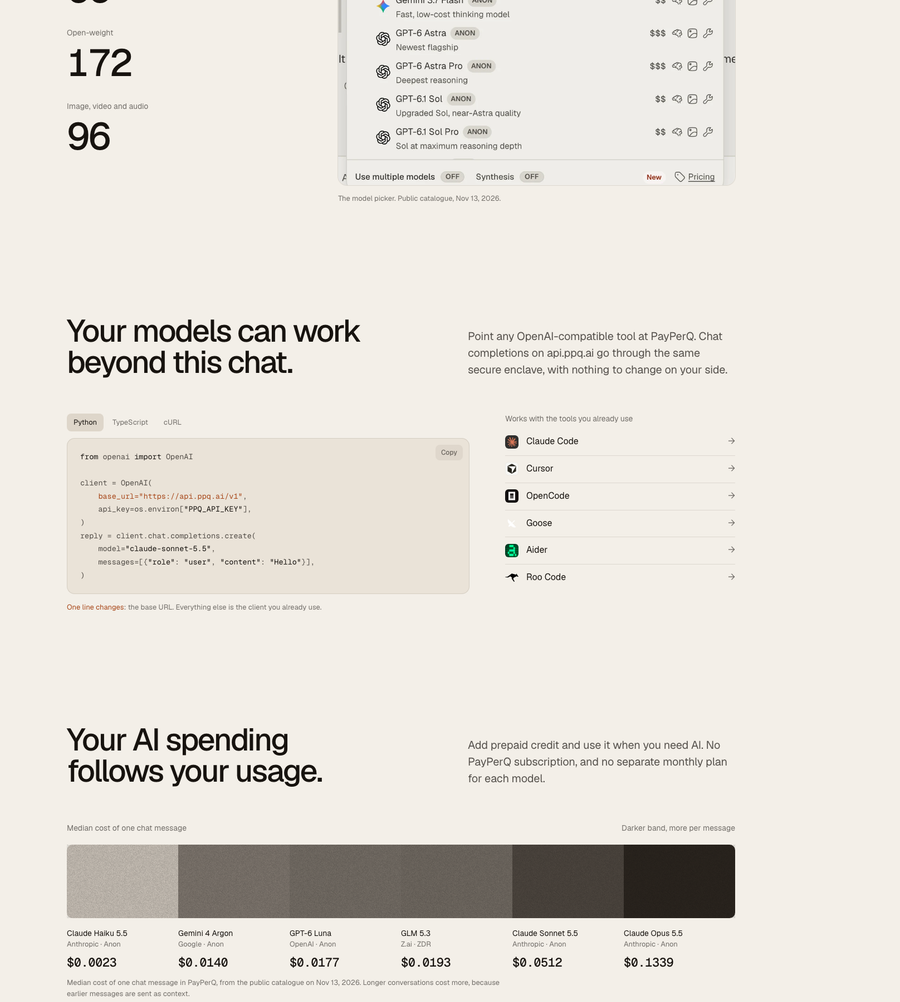 Open-weight
172
Image, video and audio
96
Fast, low-cost thinking model
$$
GPT-6 Astra ANON $$$
Newest flagship
GPT-6 Astra Pro ANON $$$
Deepest reasoning
GPT-6.1 Sol ANON $$
Upgraded Sol, near-Astra quality
GPT-6.1 Sol Pro ANON $$
Sol at maximum reasoning depth
Use multiple models OFF Synthesis OFF New Pricing
The model picker. Public catalogue, Nov 13, 2026.
Your models can work
beyond this chat.
Point any OpenAI-compatible tool at PayPerQ. Chat
completions on api.ppq.ai go through the same
secure enclave, with nothing to change on your side.
Python TypeScript cURL
Copy
from openai import OpenAI
client = OpenAI(
base_url="https://api.ppq.ai/v1",
api_key=os.environ["PPQ_API_KEY"],
)
reply = client.chat.completions.create(
model="claude-sonnet-5.5",
messages=[{"role": "user", "content": "Hello"}],
)
One line changes: the base URL. Everything else is the client you already use.
Works with the tools you already use
Claude Code
Cursor
OpenCode
Goose
Aider
Roo Code
Your AI spending
follows your usage.
Add prepaid credit and use it when you need AI. No
PayPerQ subscription, and no separate monthly plan
for each model.
Median cost of one chat message
Darker band, more per message
Claude Haiku 5.5
Anthropic · Anon
$0.0023
Gemini 4 Argon
Google · Anon
$0.0140
GPT-6 Luna
OpenAI · Anon
$0.0177
GLM 5.3
Z.ai · ZDR
$0.0193
Claude Sonnet 5.5
Anthropic · Anon
$0.0512
Claude Opus 5.5
Anthropic · Anon
$0.1339
Median cost of one chat message in PayPerQ, from the public catalogue on Nov 13, 2026. Longer conversations cost more, because
earlier messages are sent as context.